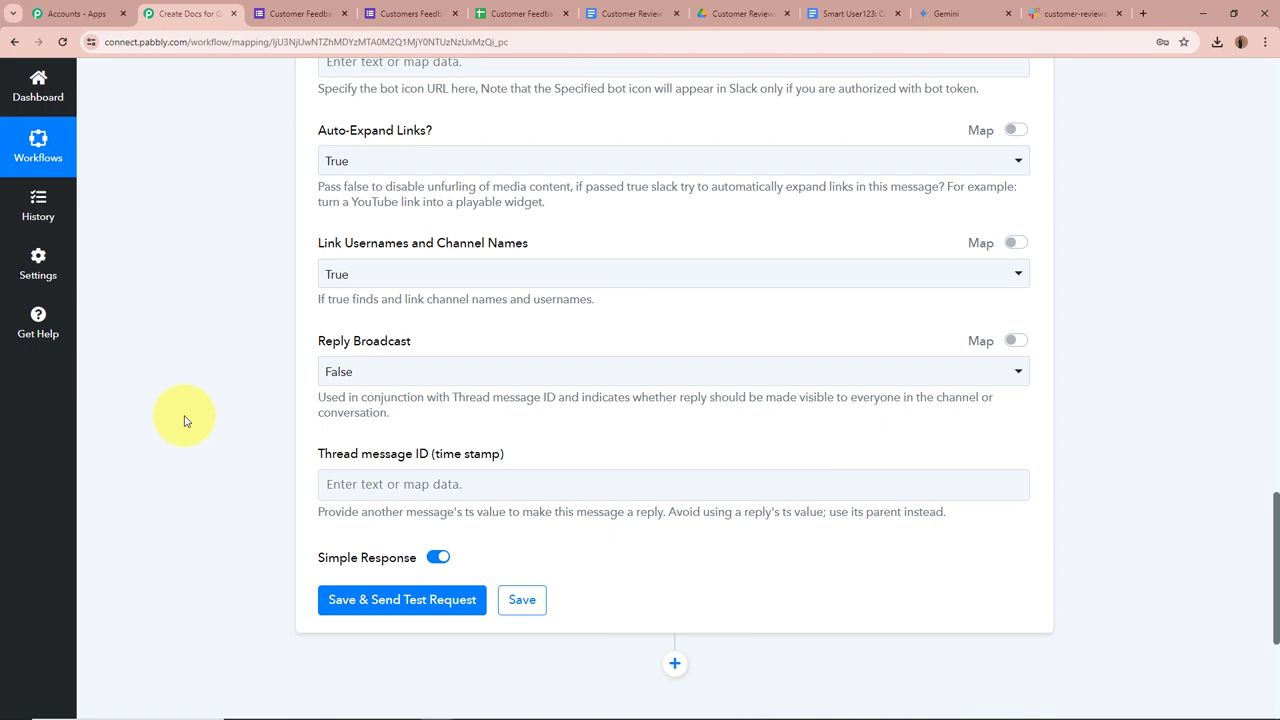 Accounts - Apps
Create Docs for G
Customer Feedba
Customers Feedb
Customer Feedba
Customer Review
Customer Review
Smart User123: Cl
Gemini
customer-reviews
connect.pabbly.com/workflow/mapping/IjU3NjUwNTZhMDYzMTA0M2Q1MjY0NTUzNzUxMzQi_pc
Dashboard
Workflows
History
Settings
Get Help
Enter text or map data.
Specify the bot icon URL here, Note that the Specified bot icon will appear in Slack only if you are authorized with bot token.
Auto-Expand Links?
Map
True
Pass false to disable unfurling of media content, if passed true slack try to automatically expand links in this message? For example:
turn a YouTube link into a playable widget.
Link Usernames and Channel Names
Map
True
If true finds and link channel names and usernames.
Reply Broadcast
Map
False
Used in conjunction with Thread message ID and indicates whether reply should be made visible to everyone in the channel or
conversation.
Thread message ID (time stamp)
Enter text or map data.
Provide another message's ts value to make this message a reply. Avoid using a reply's ts value; use its parent instead.
Simple Response
Save & Send Test Request
Save